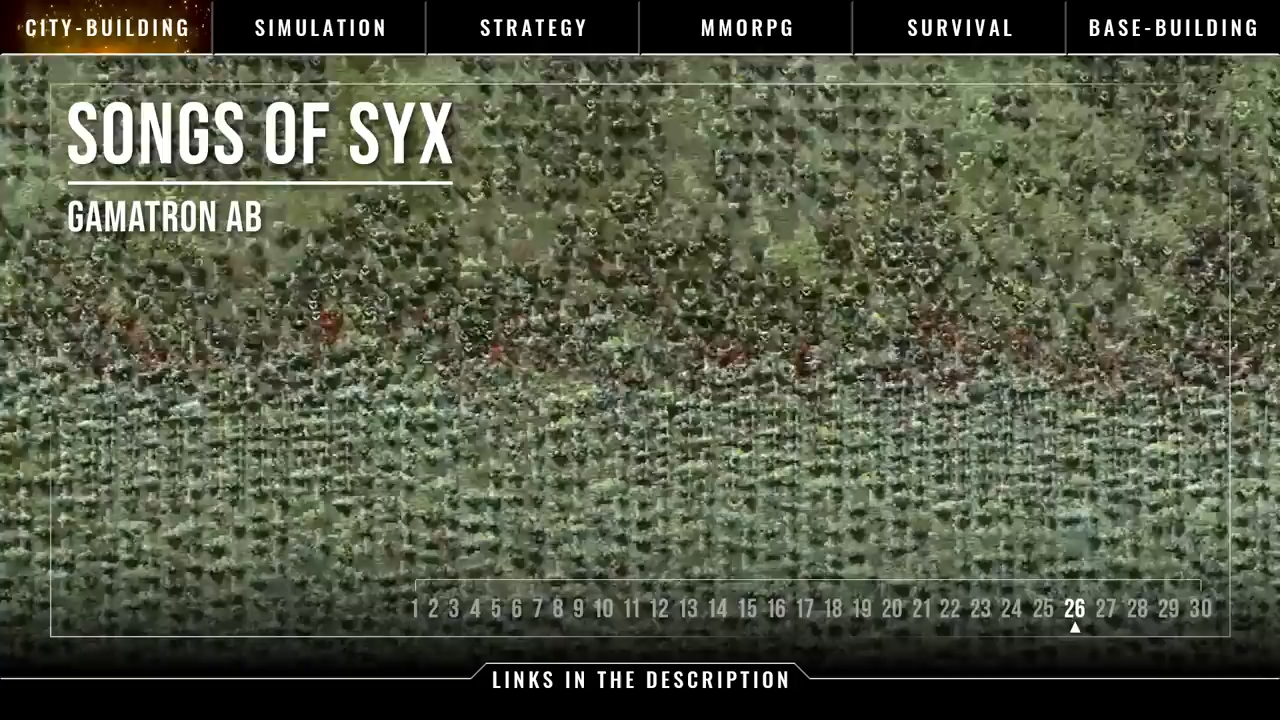 CITY-BUILDING SIMULATION STRATEGY MMORPG SURVIVAL BASE-BUILDING
SONGS OF SYX
GAMATRON AB
1 2 3 4 5 6 7 8 9 10 11 12 13 14 15 16 17 18 19 20 21 22 23 24 25 26 27 28 29 30
LINKS IN THE DESCRIPTION